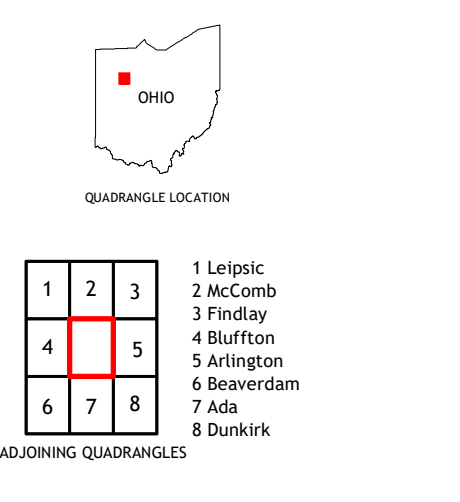 OHIO
QUADRANGLE LOCATION
1 2 3
4 5
6 7 8
1 Leipsic
2 McComb
3 Findlay
4 Bluffton
5 Arlington
6 Beaverdam
7 Ada
8 Dunkirk
ADJOINING QUADRANGLES